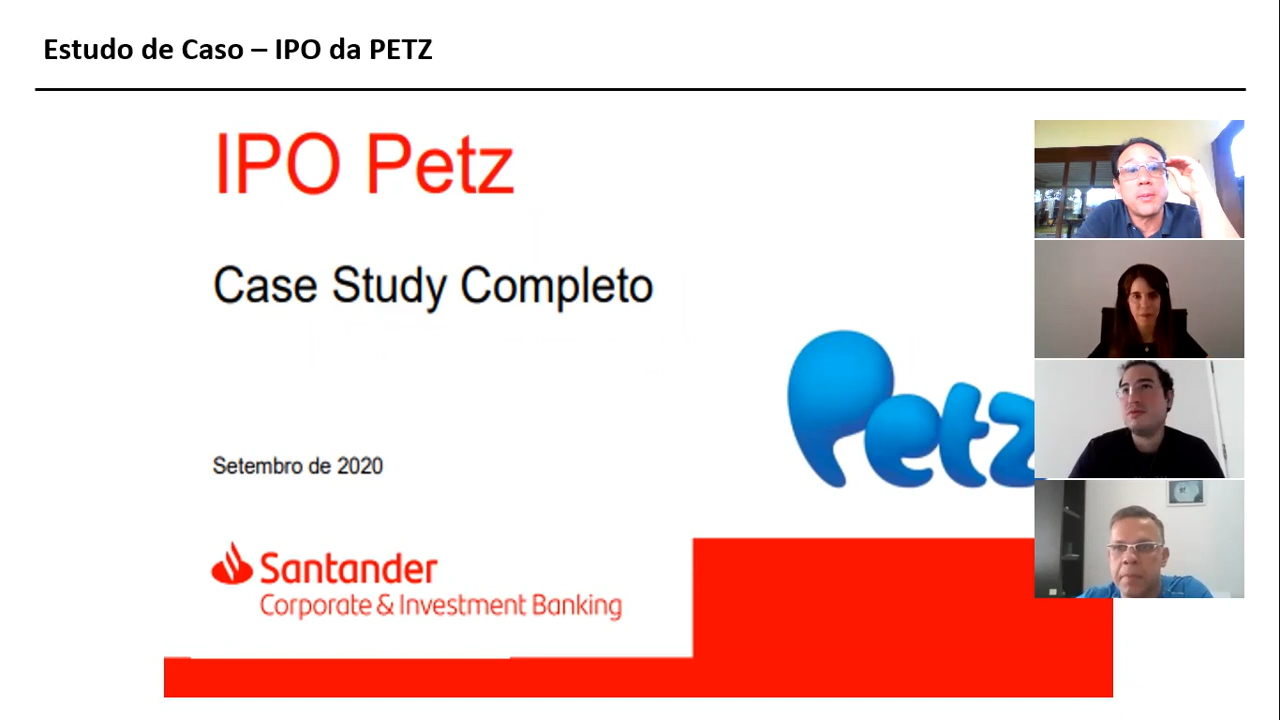 Estudo de Caso – IPO da PETZ
IPO Petz
Case Study Completo
Petz
Setembro de 2020
Santander
Corporate & Investment Banking